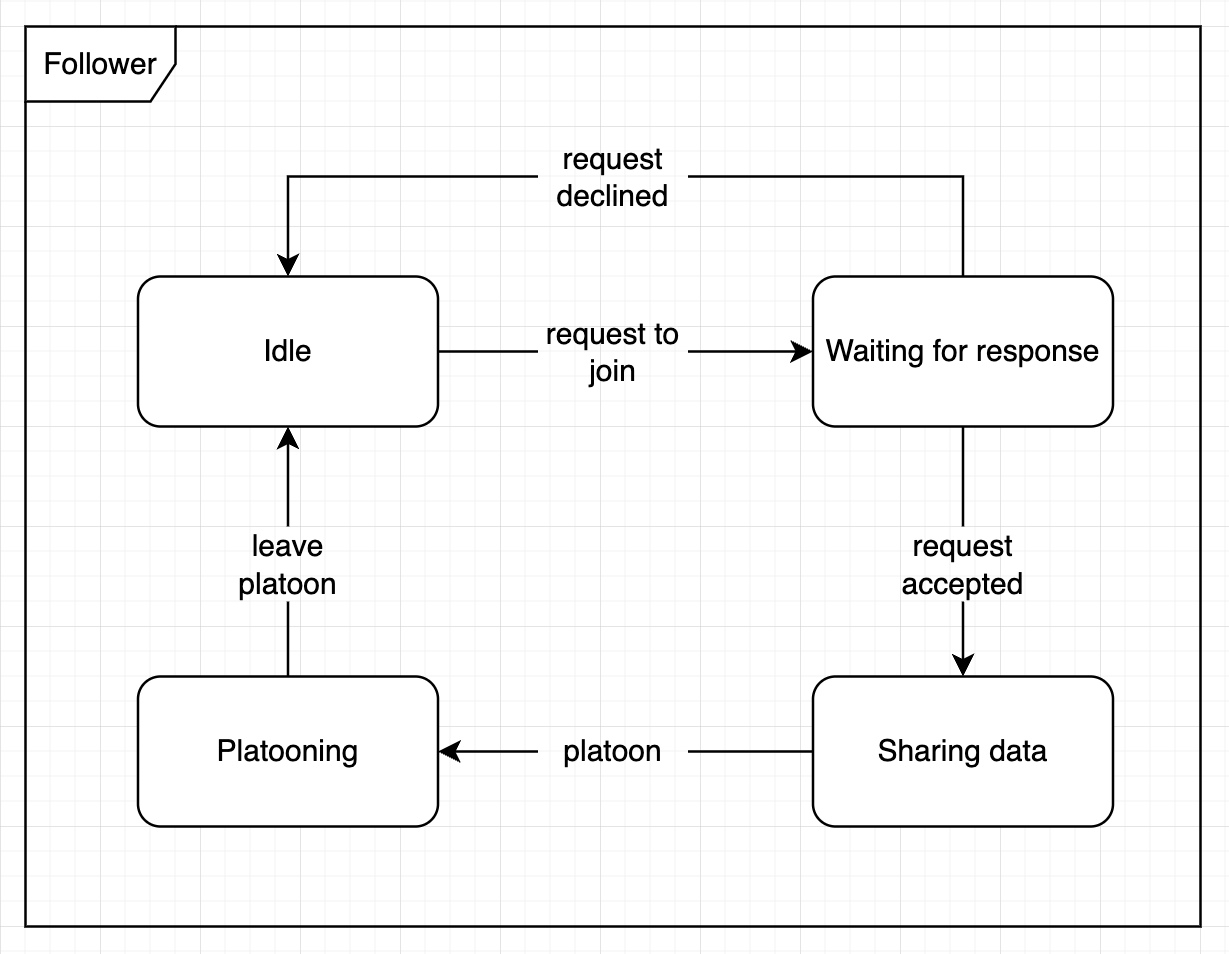 Follower
request
declined
Idle
request to
join
Waiting for response
leave
platoon
request
accepted
Platooning
platoon
Sharing data